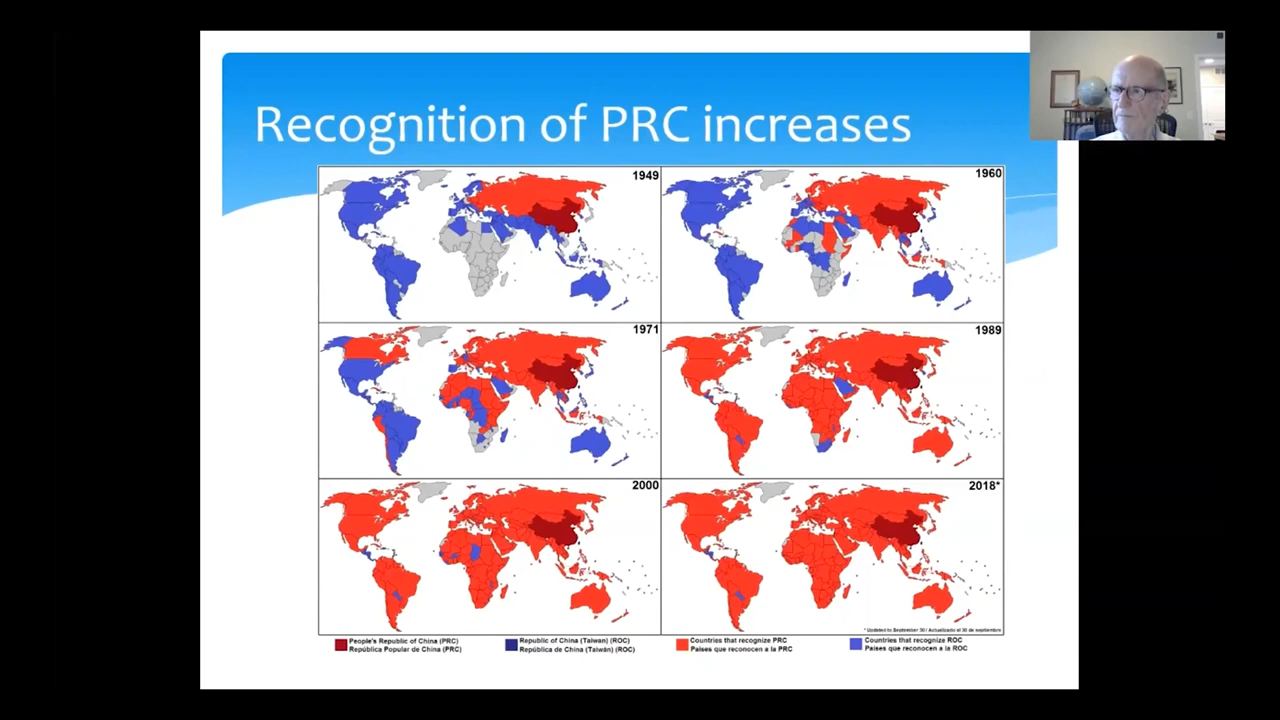 Recognition of PRC increases
1949
1960
1971
1989
2000
2018*
* Updated to September 30 / Actualizado al 30 de septiembre
People's Republic of China (PRC)
República Popular de China (PRC)
Republic of China (Taiwan) (ROC)
República de China (Taiwán) (ROC)
Countries that recognize PRC
Países que reconocen a la PRC
Countries that recognize ROC
Países que reconocen a la ROC